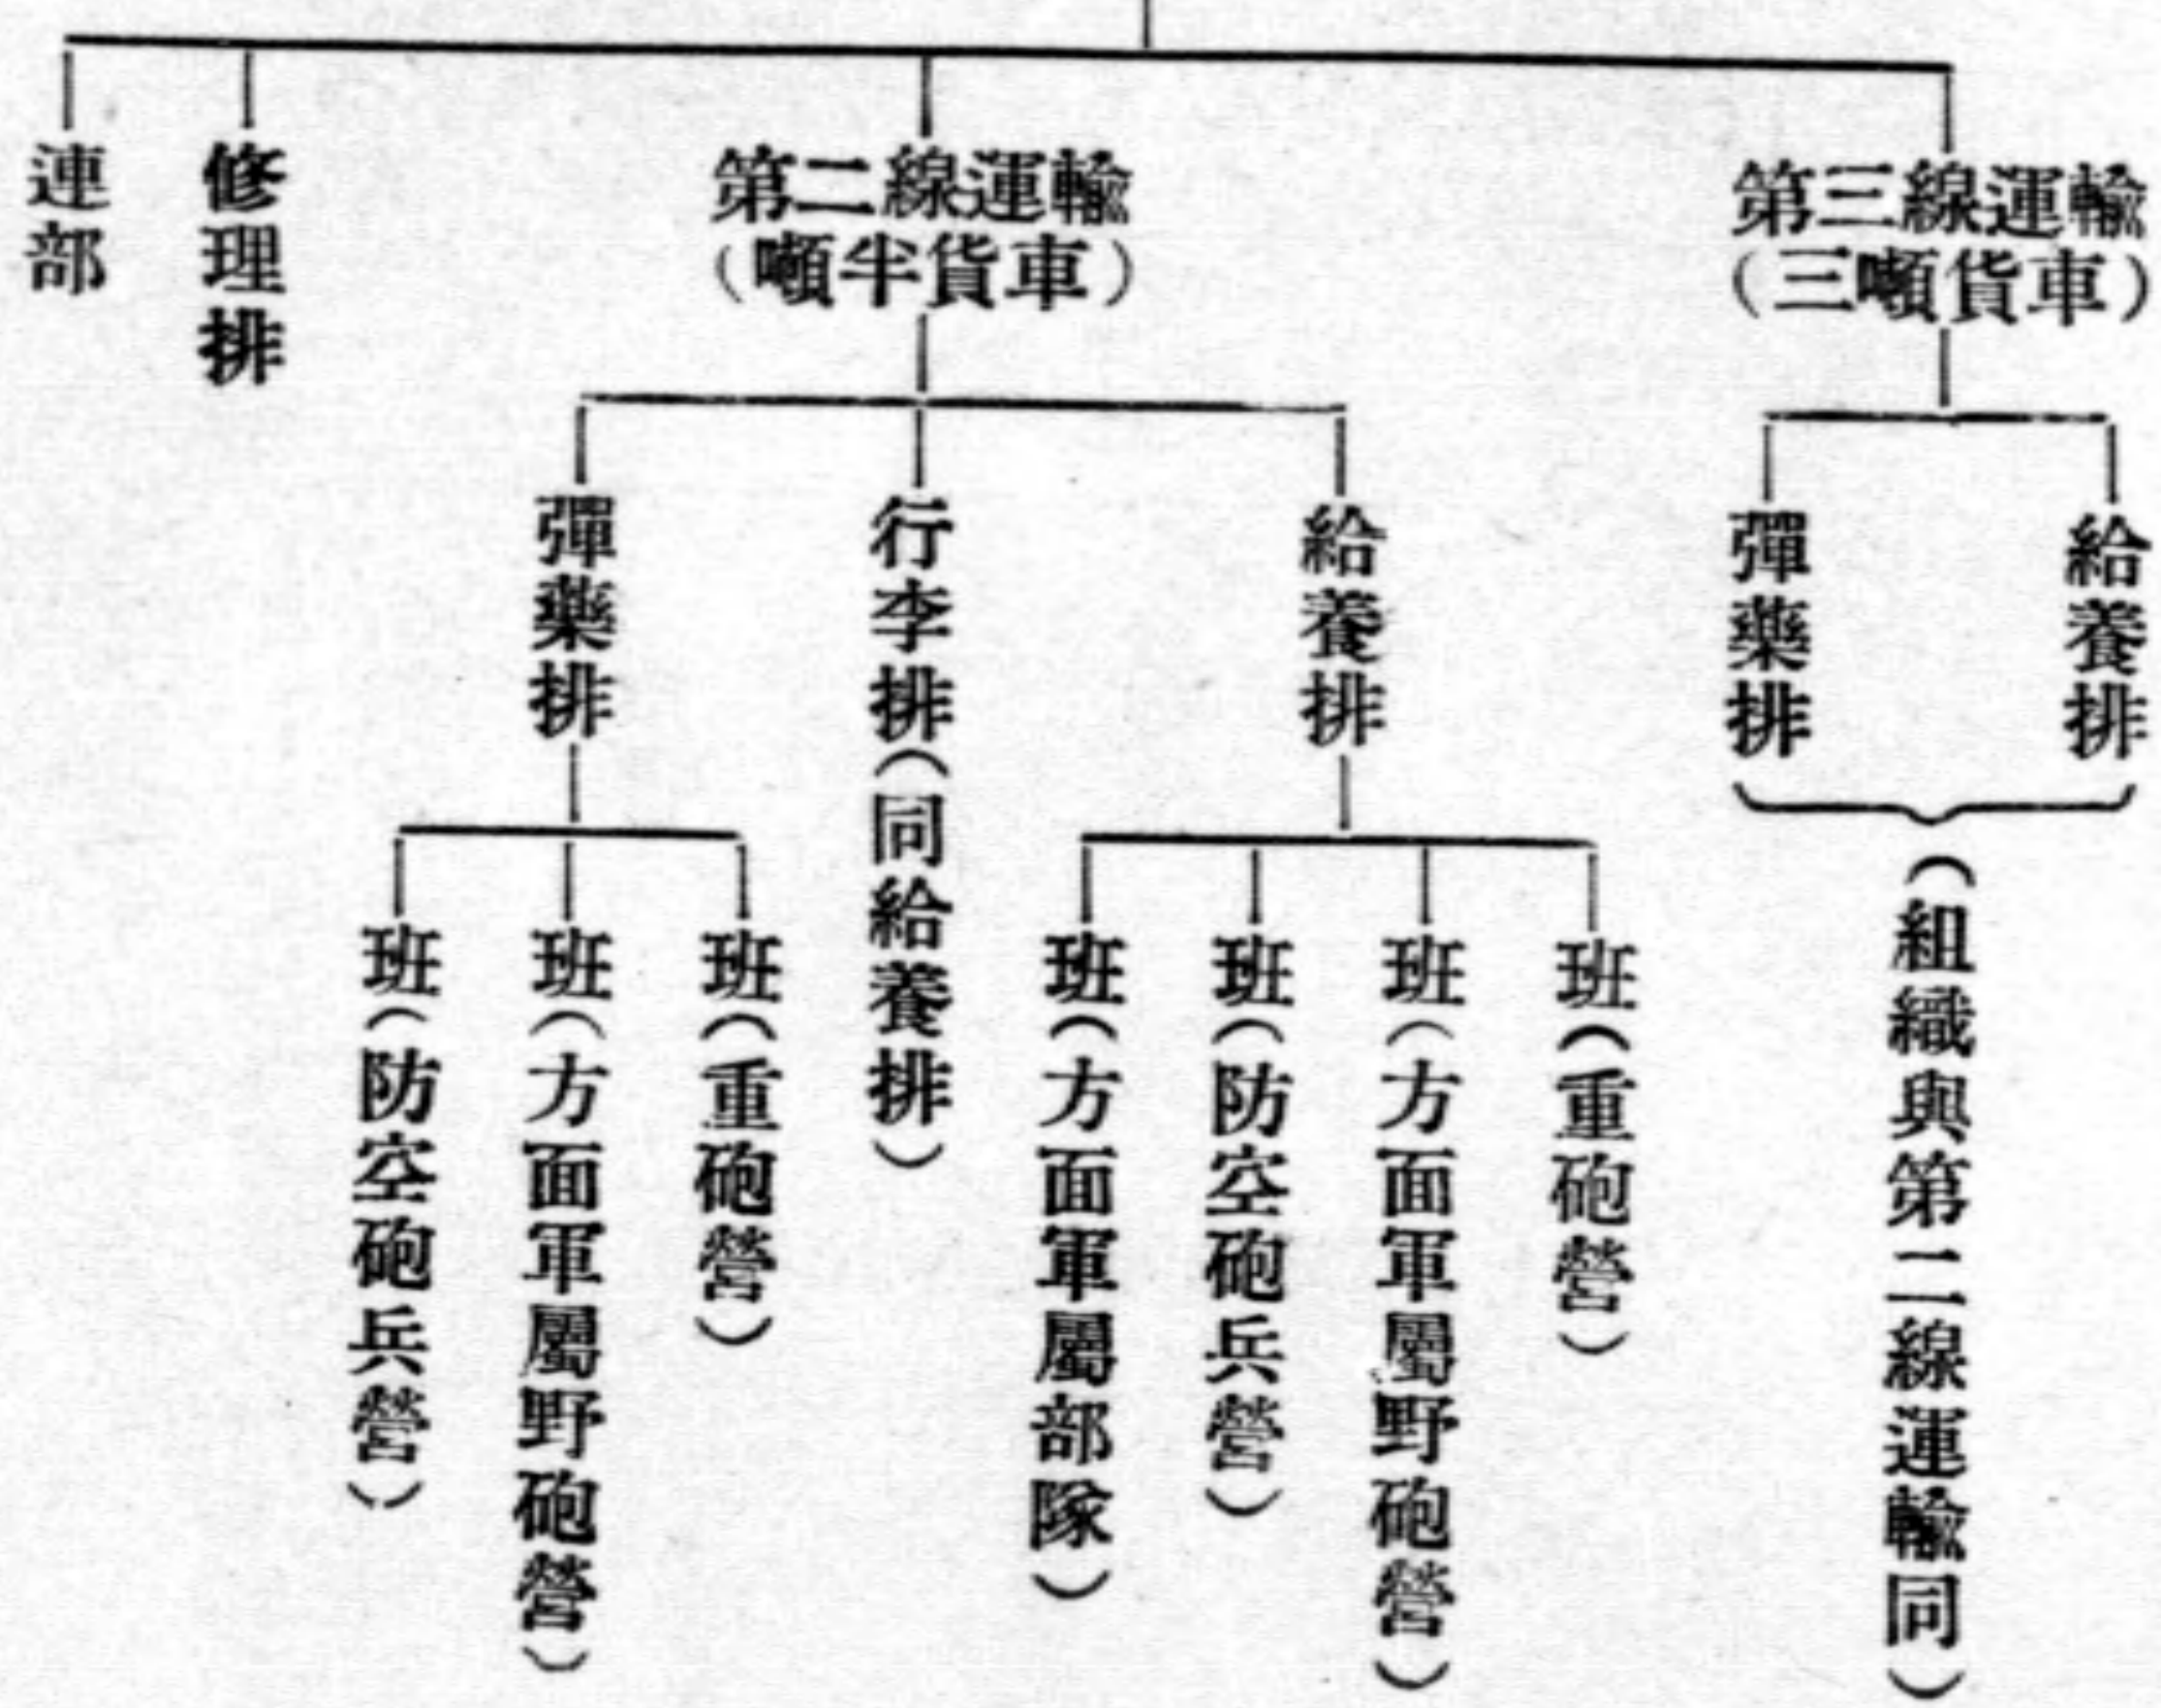 連部
修理排
第二線運輸
(噸半貨車)
第三線運輸
(三噸貨車)
彈藥排
行李排(同給養排)
給養排
彈藥排
給養排
班(防空砲兵營)
班(方面軍屬野砲營)
班(重砲營)
班(方面軍屬部隊)
班(防空砲兵營)
班(方面軍屬野砲營)
班(重砲營)
(組織與第二線運輸同)